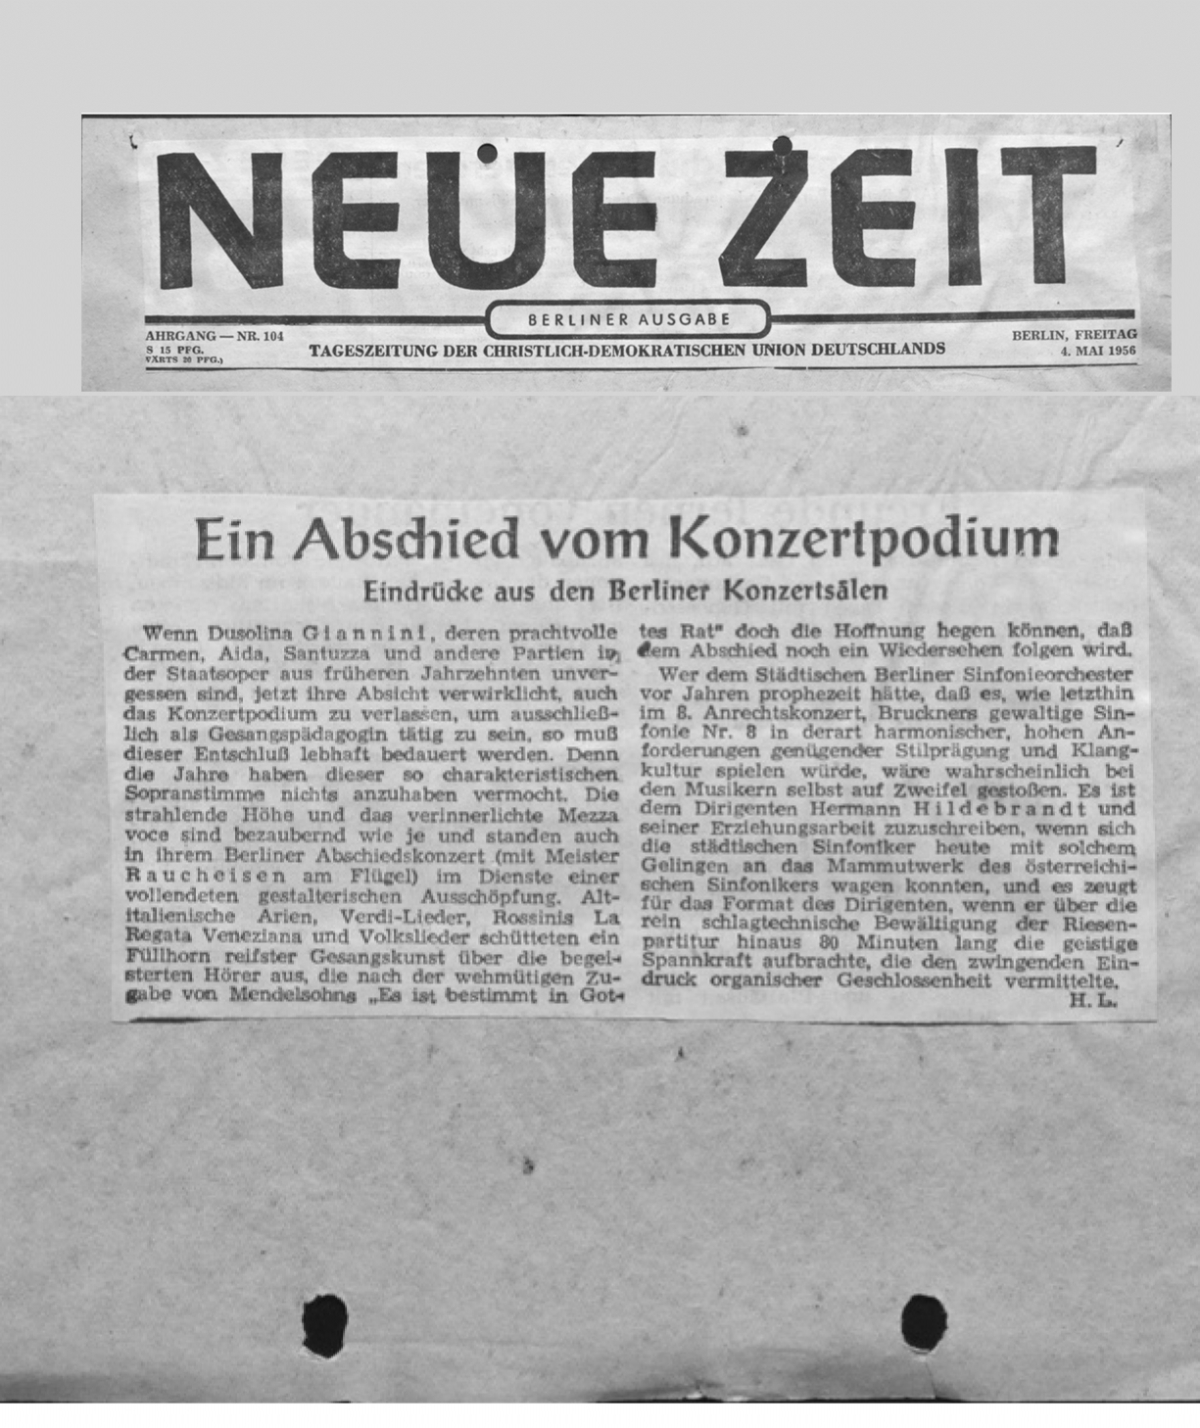 NEUE ZEIT
BERLINER AUSGABE
AHRGANG — NR. 104
S 15 PFG.
VÄRTS 20 PFG.)
TAGESZEITUNG DER CHRISTLICH-DEMOKRATISCHEN UNION DEUTSCHLANDS
BERLIN, FREITAG
4. MAI 1956
Ein Abschied vom Konzertpodium
Eindrücke aus den Berliner Konzertsälen
Wenn Dusolina Giannini, deren prachtvolle
Carmen, Aida, Santuzza und andere Partien in
der Staatsoper aus früheren Jahrzehnten unver-
gessen sind, jetzt ihre Absicht verwirklicht, auch
das Konzertpodium zu verlassen, um ausschließ-
lich als Gesangspädagogin tätig zu sein, so muß
dieser Entschluß lebhaft bedauert werden. Denn
die Jahre haben dieser so charakteristischen
Sopranstimme nichts anzuhaben vermocht. Die
strahlende Höhe und das verinnerlichte Mezza
voce sind bezaubernd wie je und standen auch
in ihrem Berliner Abschiedskonzert (mit Meister
Raucheisen am Flügel) im Dienste einer
vollendeten gestalterischen Ausschöpfung. Alt-
italienische Arien, Verdi-Lieder, Rossinis La
Regata Veneziana und Volkslieder schütteten ein
Füllhorn reifster Gesangskunst über die begei-
sterten Hörer aus, die nach der wehmütigen Zu-
gabe von Mendelsohns „Es ist bestimmt in Got-
tes Rat" doch die Hoffnung hegen können, daß
dem Abschied noch ein Wiedersehen folgen wird.
Wer dem Städtischen Berliner Sinfonieorchester
vor Jahren prophezeit hätte, daß es, wie letzthin
im 8. Anrechtskonzert, Bruckners gewaltige Sin-
fonie Nr. 8 in derart harmonischer, hohen An-
forderungen genügender Stilprägung und Klang-
kultur spielen würde, wäre wahrscheinlich bei
den Musikern selbst auf Zweifel gestoßen. Es ist
dem Dirigenten Hermann Hildebrandt und
seiner Erziehungsarbeit zuzuschreiben, wenn sich
die städtischen Sinfoniker heute mit solchem
Gelingen an das Mammutwerk des österreichi-
schen Sinfonikers wagen konnten, und es zeugt
für das Format des Dirigenten, wenn er über die
rein schlagtechnische Bewältigung der Riesen-
partitur hinaus 80 Minuten lang die geistige
Spannkraft aufbrachte, die den zwingenden Ein-
druck organischer Geschlossenheit vermittelte.
H. L.